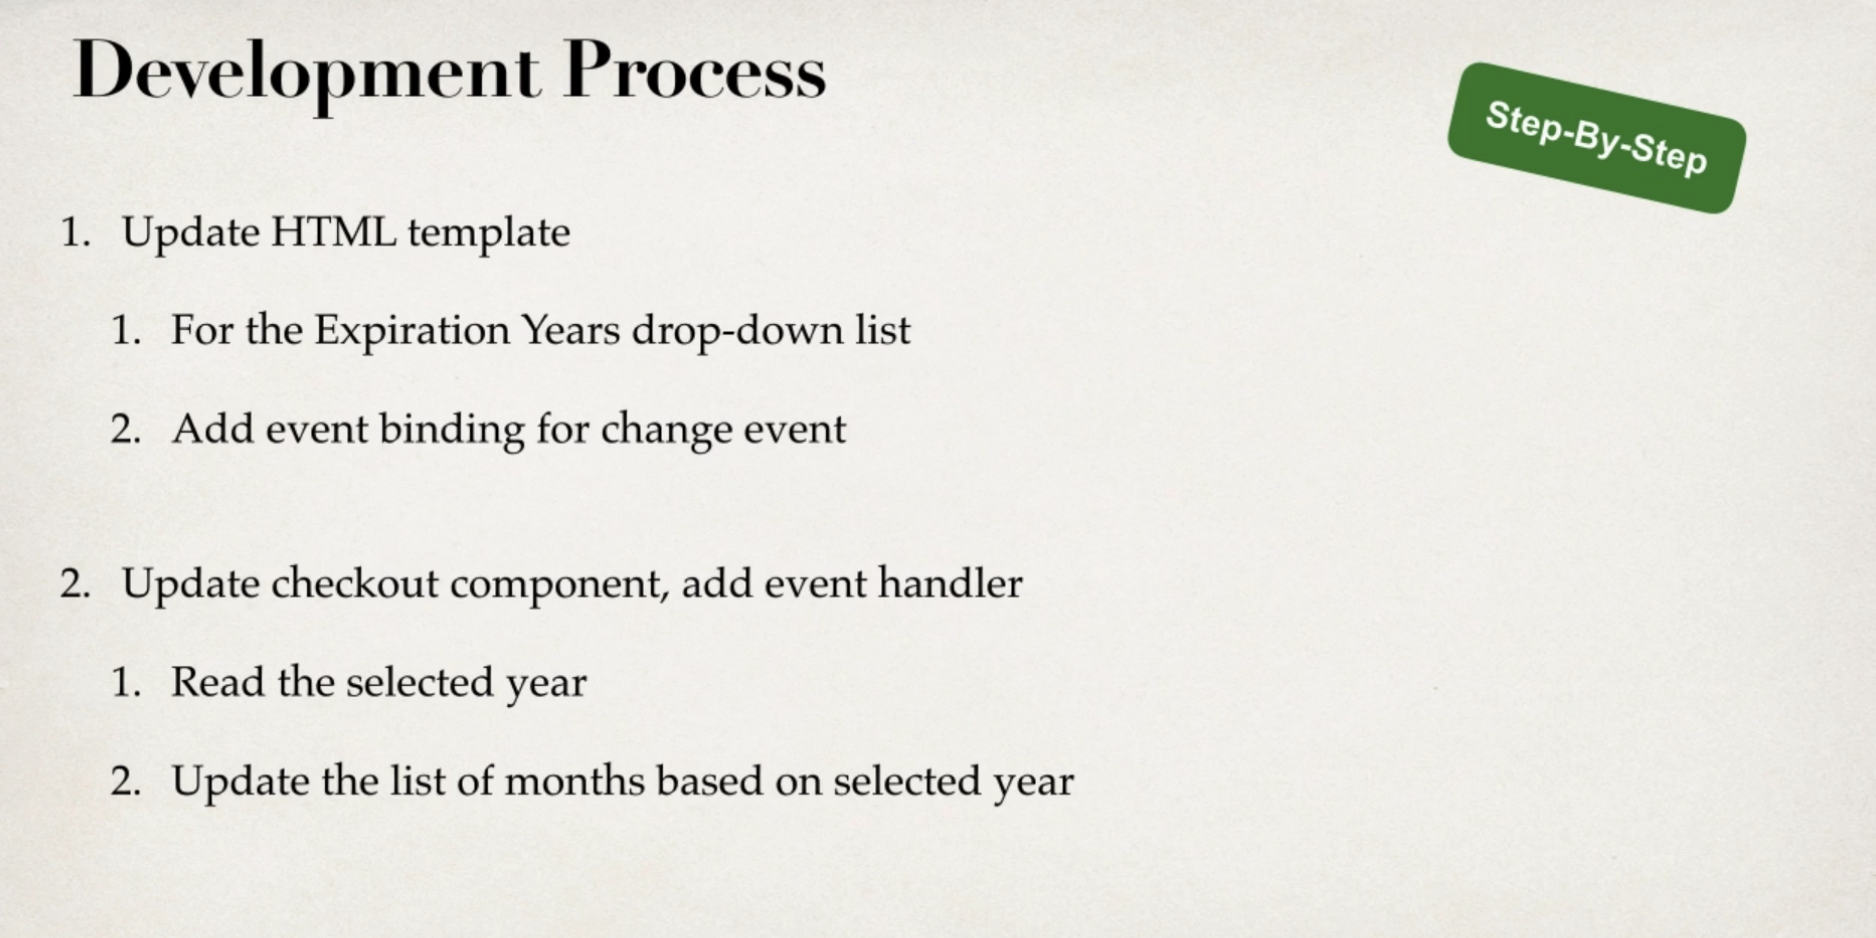 Development Process
Step-By-Step
1. Update HTML template
1. For the Expiration Years drop-down list
2. Add event binding for change event
2. Update checkout component, add event handler
1. Read the selected year
2. Update the list of months based on selected year